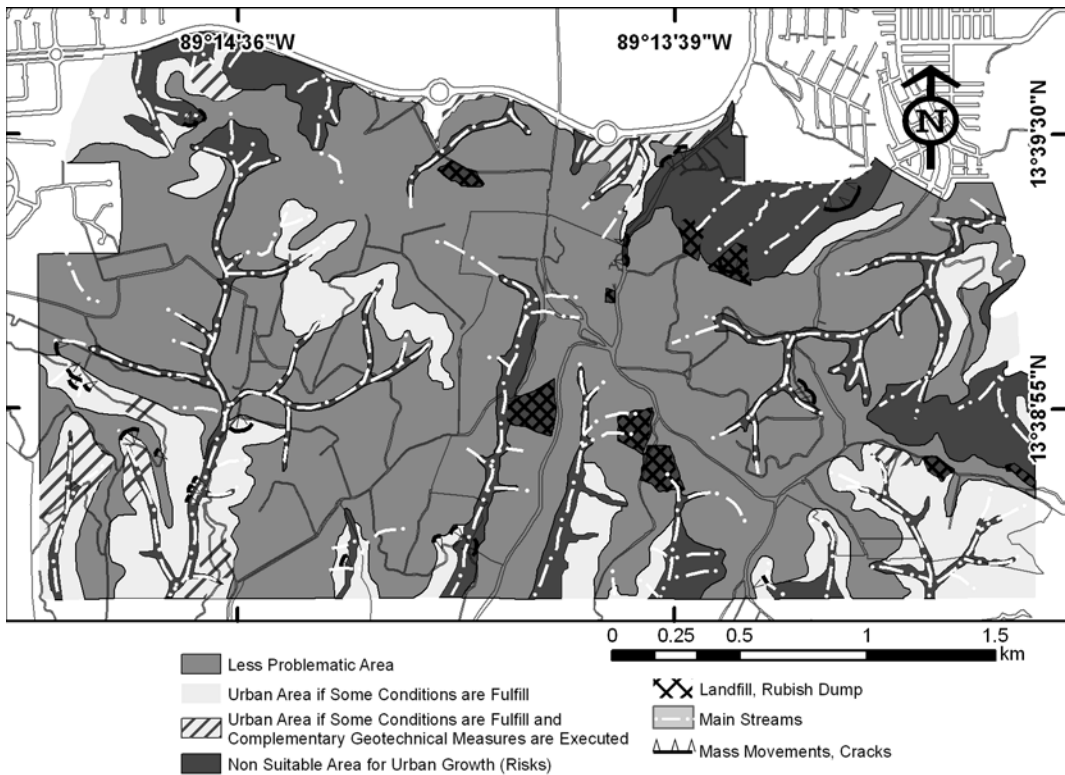 89°14'36"W
89°13'39"W
N
13°39'30"N
13°38'55"N
0 0.25 0.5 1 1.5
km
Less Problematic Area
Urban Area if Some Conditions are Fulfill
Urban Area if Some Conditions are Fulfill and
Complementary Geotechnical Measures are Executed
Non Suitable Area for Urban Growth (Risks)
Landfill, Rubish Dump
Main Streams
Mass Movements, Cracks